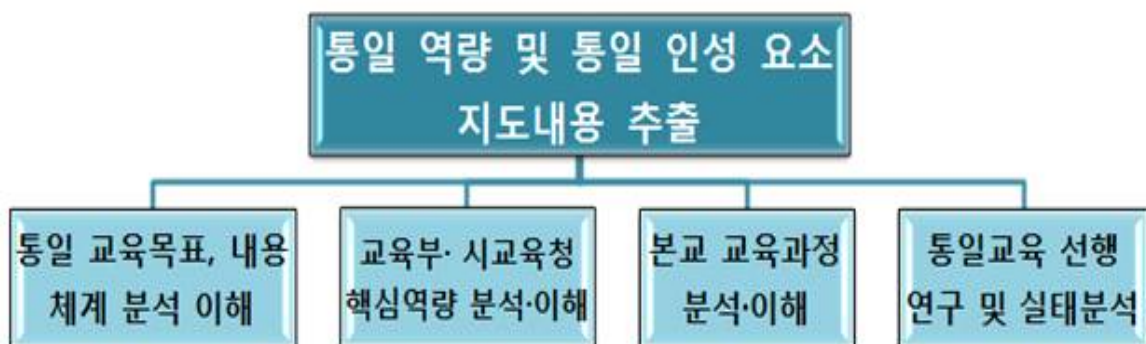 통일 역량 및 통일 인성 요소
지도내용 추출
통일 교육목표, 내용
체계 분석 이해
교육부· 시교육청
핵심역량 분석·이해
본교 교육과정
분석·이해
통일교육 선행
연구 및 실태분석